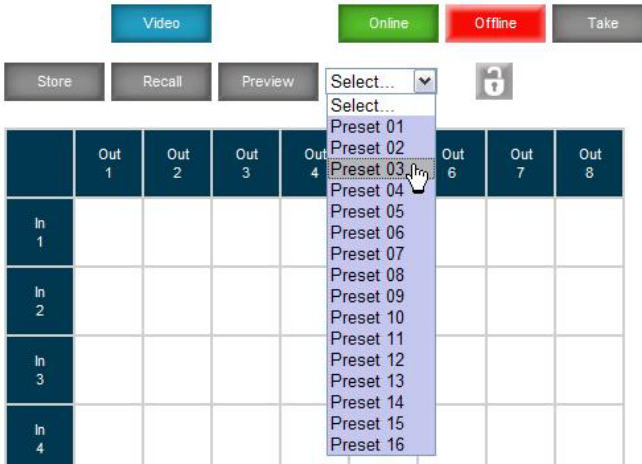 Video
Online
Offline
Take
Store
Recall
Preview
Select...
Select...
Preset 01
Preset 02
Preset 03
Preset 04
Preset 05
Preset 06
Preset 07
Preset 08
Preset 09
Preset 10
Preset 11
Preset 12
Preset 13
Preset 14
Preset 15
Preset 16
Out
1
Out
2
Out
3
Out
4
Out
6
Out
7
Out
8
In
1
In
2
In
3
In
4